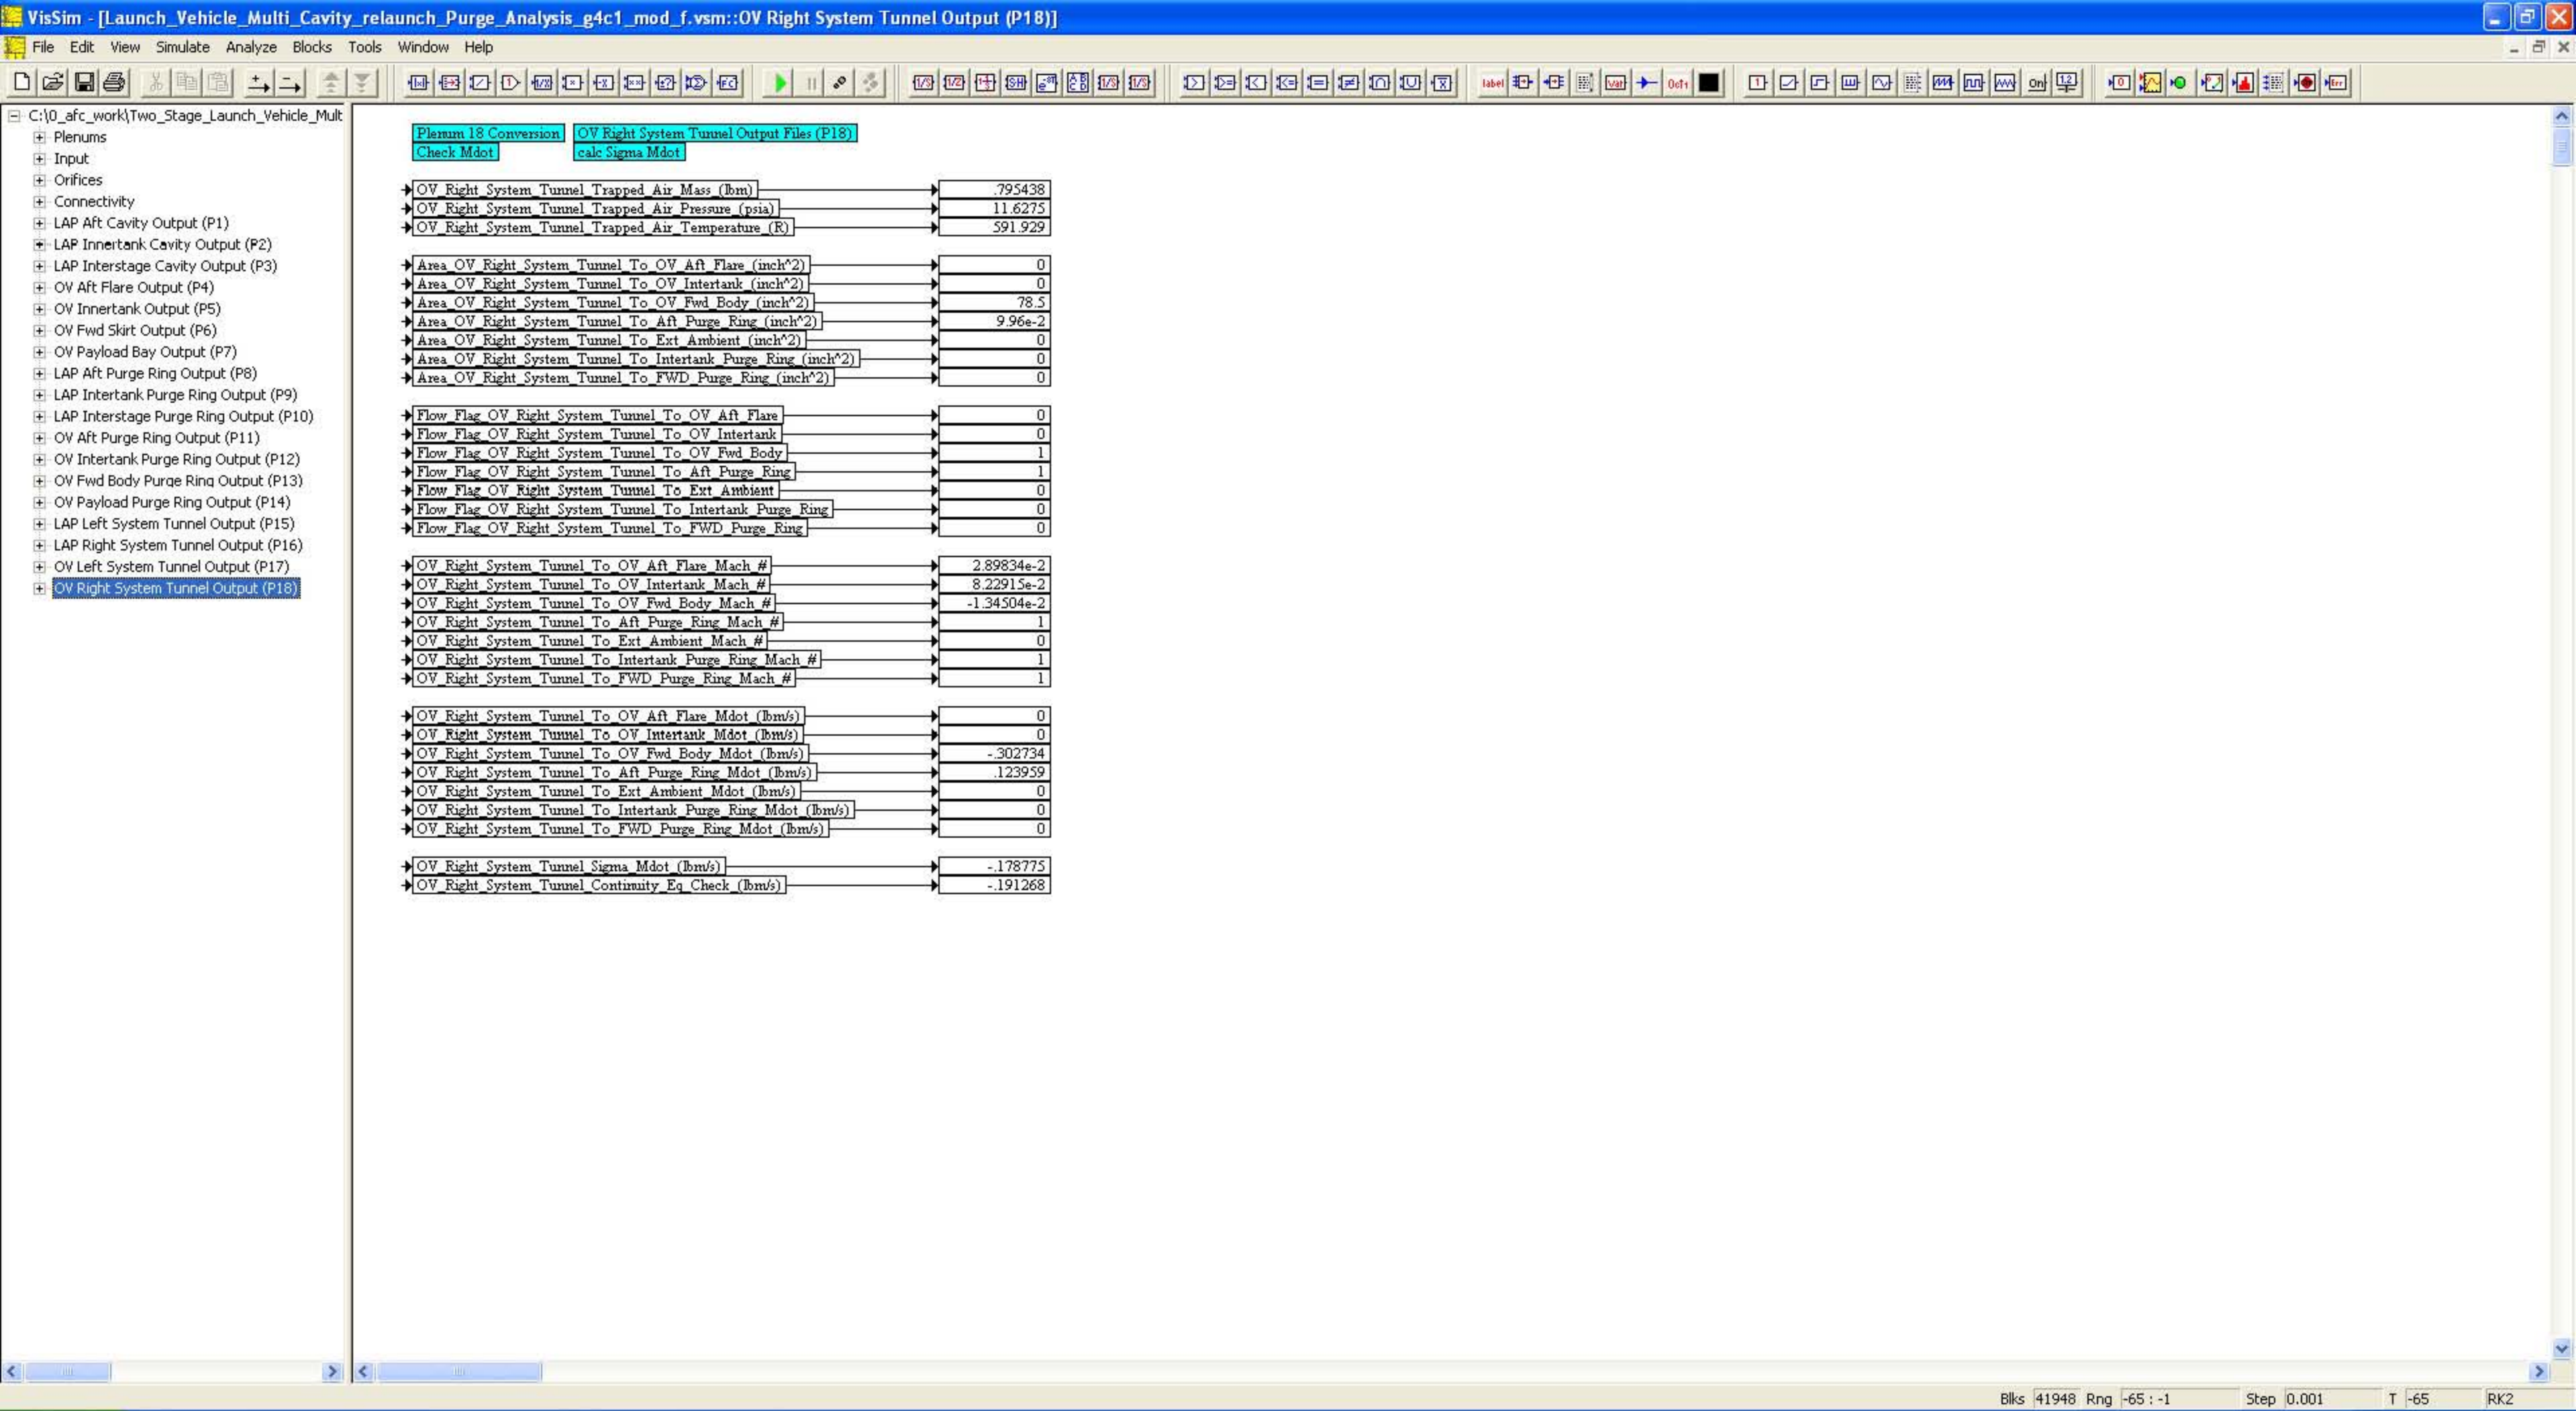 VisSim - [Launch_Vehicle_Multi_Cavity_relaunch_Purge_Analysis_g4c1_mod_f.vsm::OV Right System Tunnel Output (P18)]
File Edit View Simulate Analyze Blocks Tools Window Help
C:\0_afc_work\Two_Stage_Launch_Vehicle_Mult
Plenums
Input
Orifices
Connectivity
LAP Aft Cavity Output (P1)
LAP Innertank Cavity Output (P2)
LAP Interstage Cavity Output (P3)
OV Aft Flare Output (P4)
OV Innertank Output (P5)
OV Fwd Skirt Output (P6)
OV Payload Bay Output (P7)
LAP Aft Purge Ring Output (P8)
LAP Intertank Purge Ring Output (P9)
LAP Interstage Purge Ring Output (P10)
OV Aft Purge Ring Output (P11)
OV Intertank Purge Ring Output (P12)
OV Fwd Body Purge Ring Output (P13)
OV Payload Purge Ring Output (P14)
LAP Left System Tunnel Output (P15)
LAP Right System Tunnel Output (P16)
OV Left System Tunnel Output (P17)
OV Right System Tunnel Output (P18)
Plenum 18 Conversion OV Right System Tunnel Output Files (P18)
Check Mdot calc Sigma Mdot
OV_Right_System_Tunnel_Trapped_Air_Mass_(lbm) .795438
OV_Right_System_Tunnel_Trapped_Air_Pressure_(psia) 11.6275
OV_Right_System_Tunnel_Trapped_Air_Temperature_(R) 591.929
Area_OV_Right_System_Tunnel_To_OV_Aft_Flare_(inch^2) 0
Area_OV_Right_System_Tunnel_To_OV_Intertank_(inch^2) 0
Area_OV_Right_System_Tunnel_To_OV_Fwd_Body_(inch^2) 78.5
Area_OV_Right_System_Tunnel_To_Aft_Purge_Ring_(inch^2) 9.96e-2
Area_OV_Right_System_Tunnel_To_Ext_Ambient_(inch^2) 0
Area_OV_Right_System_Tunnel_To_Intertank_Purge_Ring_(inch^2) 0
Area_OV_Right_System_Tunnel_To_FWD_Purge_Ring_(inch^2) 0
Flow_Flag_OV_Right_System_Tunnel_To_OV_Aft_Flare 0
Flow_Flag_OV_Right_System_Tunnel_To_OV_Intertank 0
Flow_Flag_OV_Right_System_Tunnel_To_OV_Fwd_Body 1
Flow_Flag_OV_Right_System_Tunnel_To_Aft_Purge_Ring 1
Flow_Flag_OV_Right_System_Tunnel_To_Ext_Ambient 0
Flow_Flag_OV_Right_System_Tunnel_To_Intertank_Purge_Ring 0
Flow_Flag_OV_Right_System_Tunnel_To_FWD_Purge_Ring 0
OV_Right_System_Tunnel_To_OV_Aft_Flare_Mach_# 2.89834e-2
OV_Right_System_Tunnel_To_OV_Intertank_Mach_# 8.22915e-2
OV_Right_System_Tunnel_To_OV_Fwd_Body_Mach_# -1.34504e-2
OV_Right_System_Tunnel_To_Aft_Purge_Ring_Mach_# 1
OV_Right_System_Tunnel_To_Ext_Ambient_Mach_# 0
OV_Right_System_Tunnel_To_Intertank_Purge_Ring_Mach_# 1
OV_Right_System_Tunnel_To_FWD_Purge_Ring_Mach_# 1
OV_Right_System_Tunnel_To_OV_Aft_Flare_Mdot_(lbm/s) 0
OV_Right_System_Tunnel_To_OV_Intertank_Mdot_(lbm/s) 0
OV_Right_System_Tunnel_To_OV_Fwd_Body_Mdot_(lbm/s) -.302734
OV_Right_System_Tunnel_To_Aft_Purge_Ring_Mdot_(lbm/s) .123959
OV_Right_System_Tunnel_To_Ext_Ambient_Mdot_(lbm/s) 0
OV_Right_System_Tunnel_To_Intertank_Purge_Ring_Mdot_(lbm/s) 0
OV_Right_System_Tunnel_To_FWD_Purge_Ring_Mdot_(lbm/s) 0
OV_Right_System_Tunnel_Sigma_Mdot_(lbm/s) -.178775
OV_Right_System_Tunnel_Continuity_Eq_Check_(lbm/s) -.191268
Blks 41948 Rng -65 : -1 Step 0.001 T -65 RK2